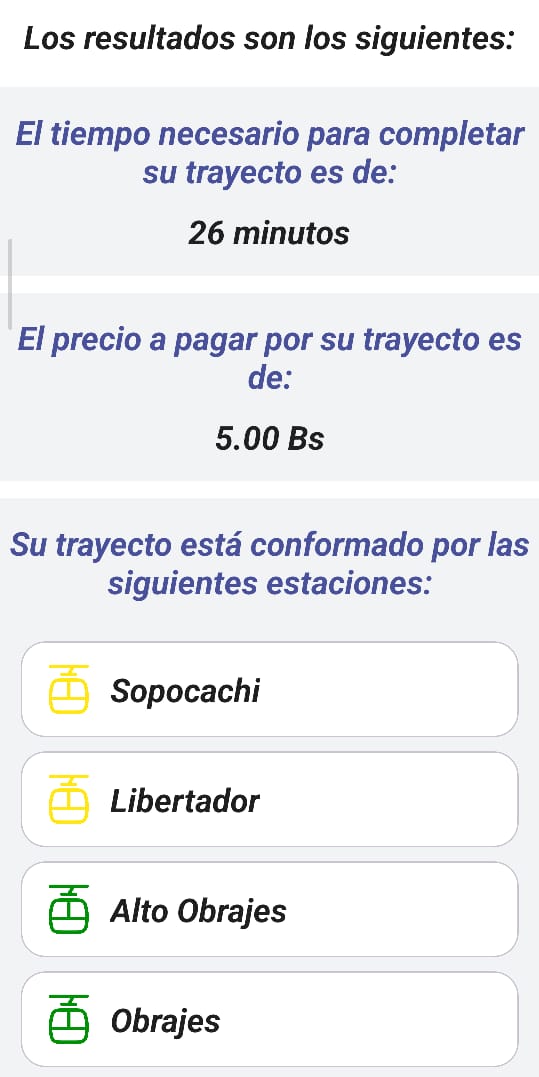 Los resultados son los siguientes:
El tiempo necesario para completar
su trayecto es de:
26 minutos
El precio a pagar por su trayecto es
de:
5.00 Bs
Su trayecto está conformado por las
siguientes estaciones:
Sopocachi
Libertador
Alto Obrajes
Obrajes